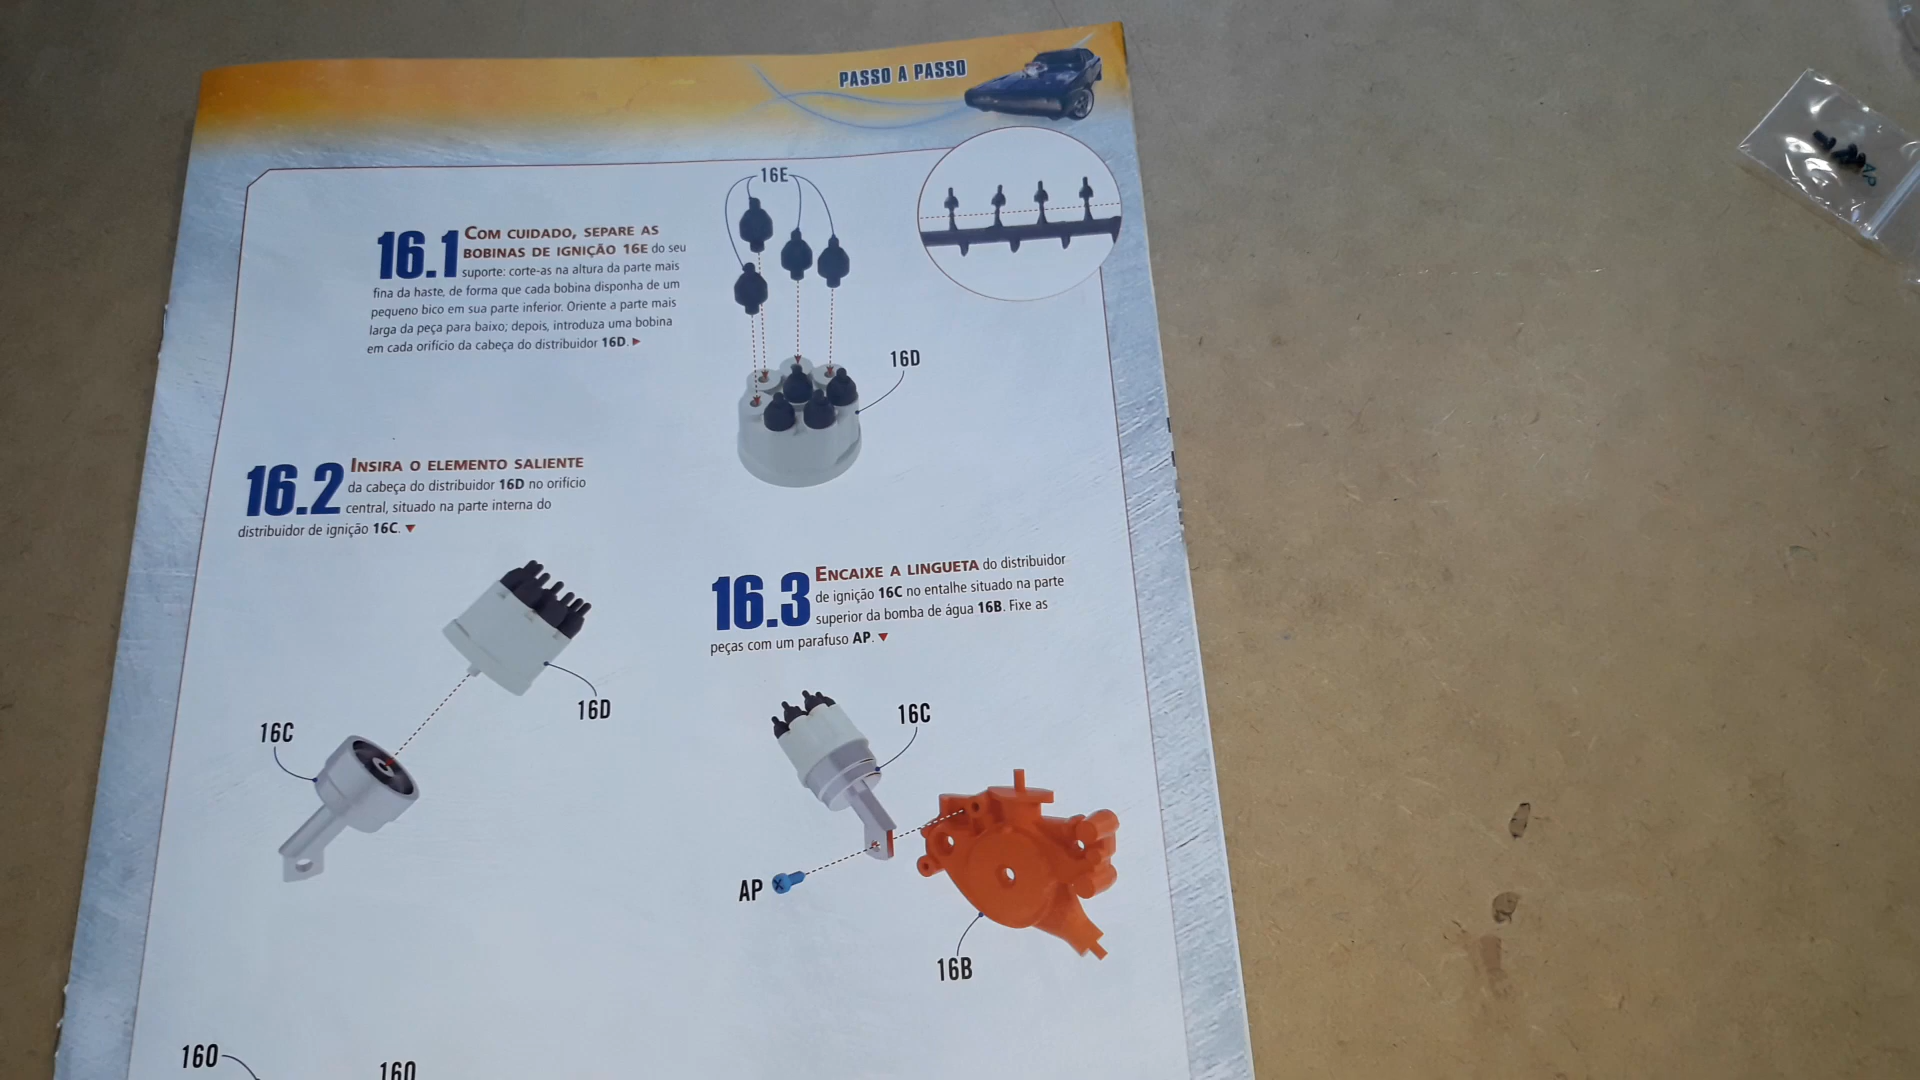 PASSO A PASSO
16E
16.1 COM CUIDADO, SEPARE AS
BOBINAS DE IGNIÇÃO 16E do seu
suporte: corte-as na altura da parte mais
fina da haste, de forma que cada bobina disponha de um
pequeno bico em sua parte inferior. Oriente a parte mais
larga da peça para baixo; depois, introduza uma bobina
em cada orifício da cabeça do distribuidor 16D.
16D
16.2 INSIRA O ELEMENTO SALIENTE
da cabeça do distribuidor 16D no orifício
central, situado na parte interna do
distribuidor de ignição 16C.
16D
16C
16.3 ENCAIXE A LINGUETA do distribuidor
de ignição 16C no entalhe situado na parte
superior da bomba de água 16B. Fixe as
peças com um parafuso AP.
16C
AP
16B
160
160
AP